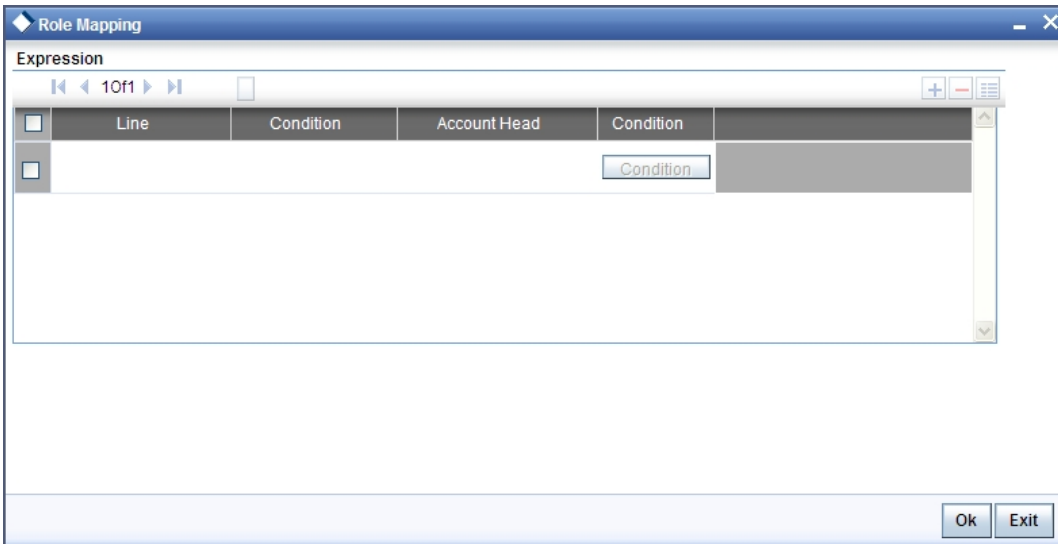 Role Mapping
Expression
1Of1
Line Condition Account Head Condition
Condition
Ok Exit